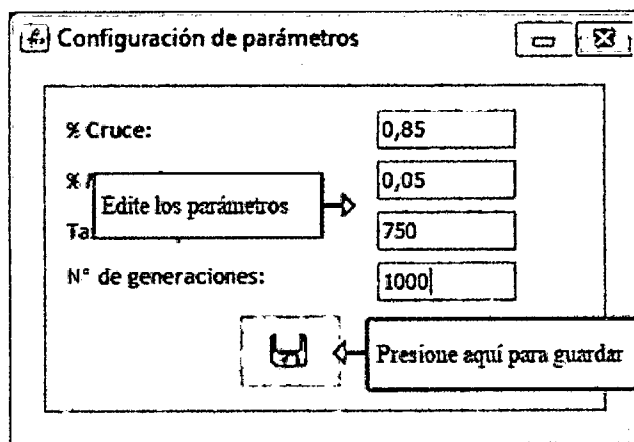 Configuración de parámetros
% Cruce: 0,85
% 0,05
Edite los parámetros
750
N° de generaciones: 1000
Presione aquí para guardar